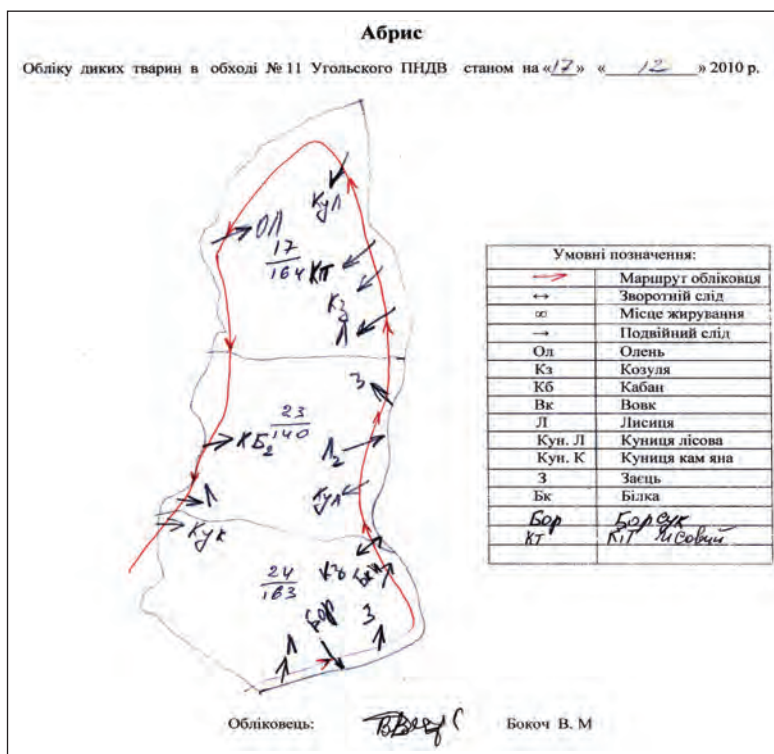 Абрис
Обліку диких тварин в обході № 11 Угольского ПНДВ станом на «17» « 12 » 2010 р.
КуЛ
ОЛ
17
164
КТ
Кз
Л
З
23
140
КБ2
Л2
КуЛ
Л
КуК
24
163
Кз
Бор
З
Л
Умовні позначення:
→ Маршрут обліковця
↔ Зворотній слід
∞ Місце жирування
→ Подвійний слід
Ол Олень
Кз Козуля
Кб Кабан
Вк Вовк
Л Лисиця
Кун. Л Куниця лісова
Кун. К Куниця кам яна
З Заєць
Бк Білка
Бор Борсук
КТ Кіт лісовий
Обліковець: Бокоч В. М